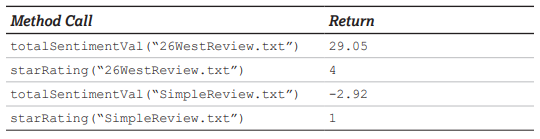 Method Call Return
totalSentimentVal(“26WestReview.txt”) 29.05
starRating(“26WestReview.txt”) 4
totalSentimentVal(“SimpleReview.txt”) -2.92
starRating(“SimpleReview.txt”) 1